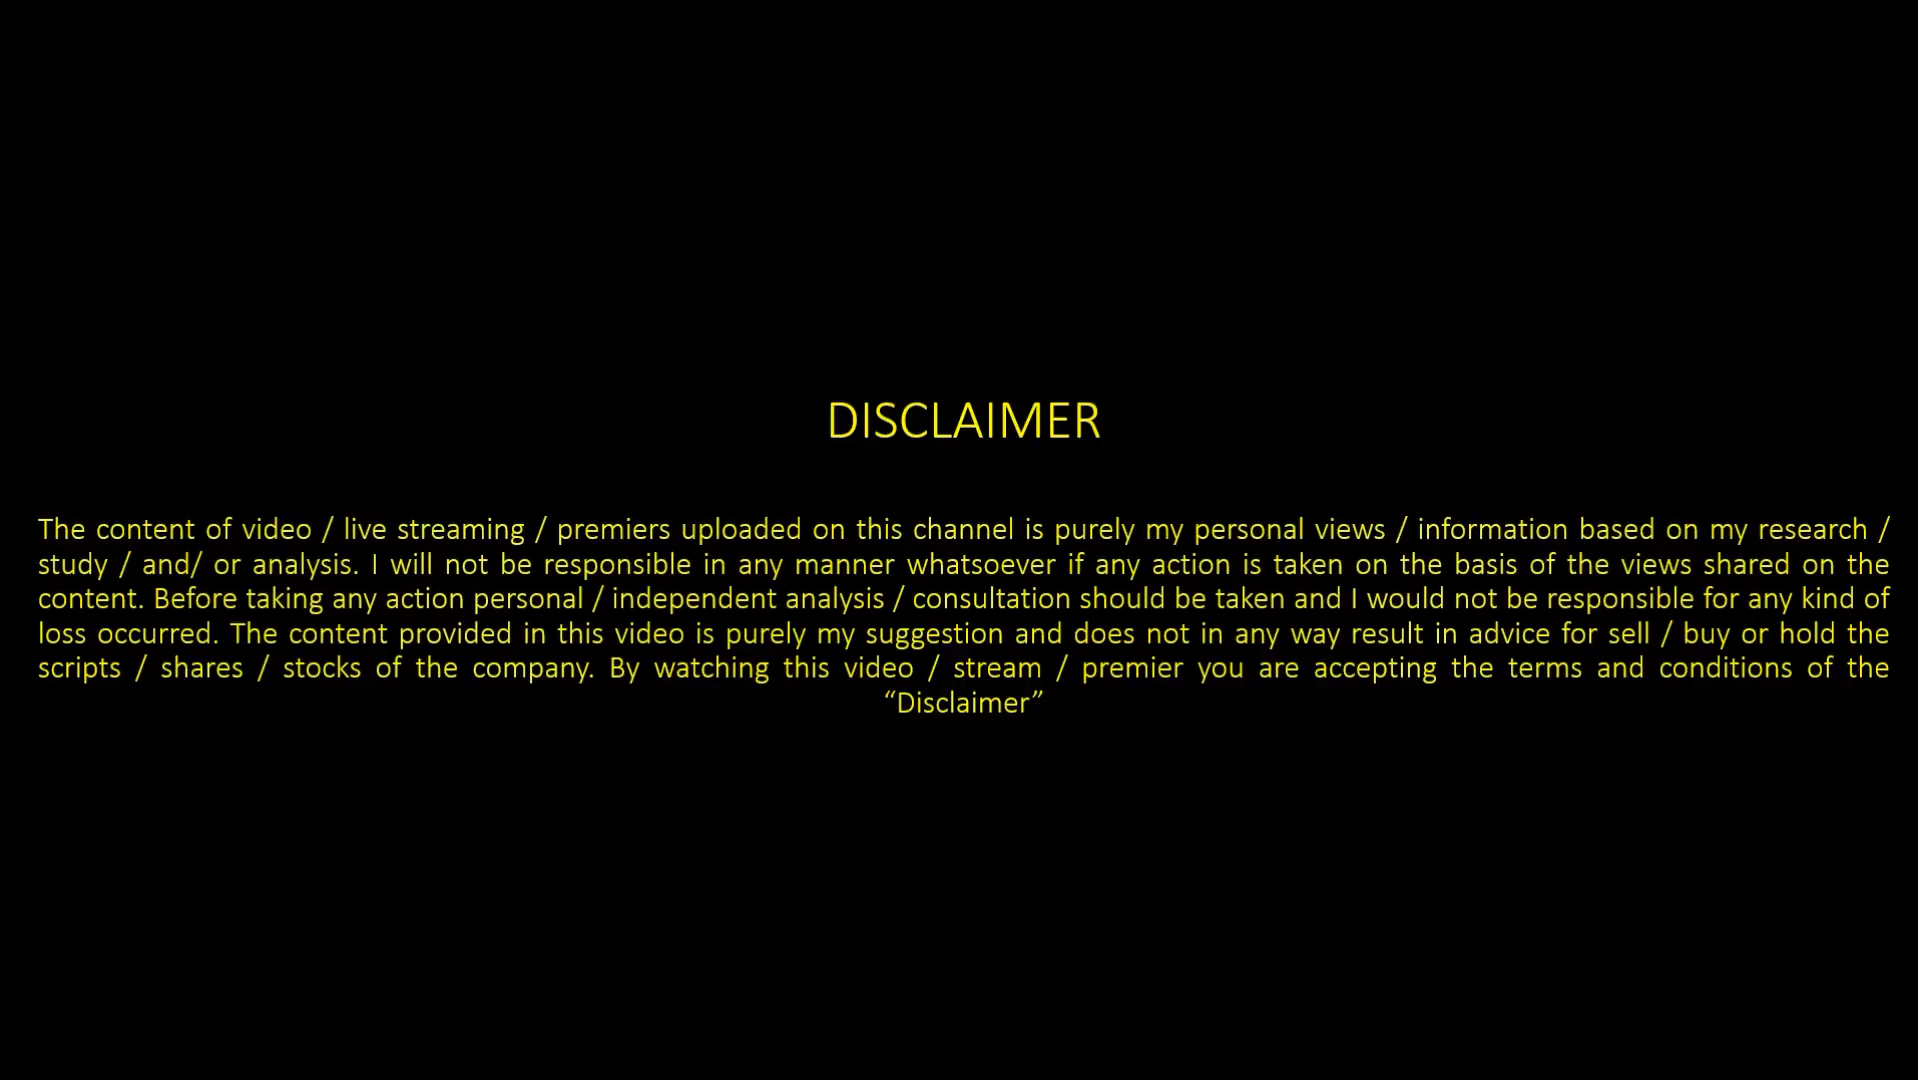 DISCLAIMER
The content of video / live streaming / premiers uploaded on this channel is purely my personal views / information based on my research /
study / and/ or analysis. I will not be responsible in any manner whatsoever if any action is taken on the basis of the views shared on the
content. Before taking any action personal / independent analysis / consultation should be taken and I would not be responsible for any kind of
loss occurred. The content provided in this video is purely my suggestion and does not in any way result in advice for sell / buy or hold the
scripts / shares / stocks of the company. By watching this video / stream / premier you are accepting the terms and conditions of the
“Disclaimer”